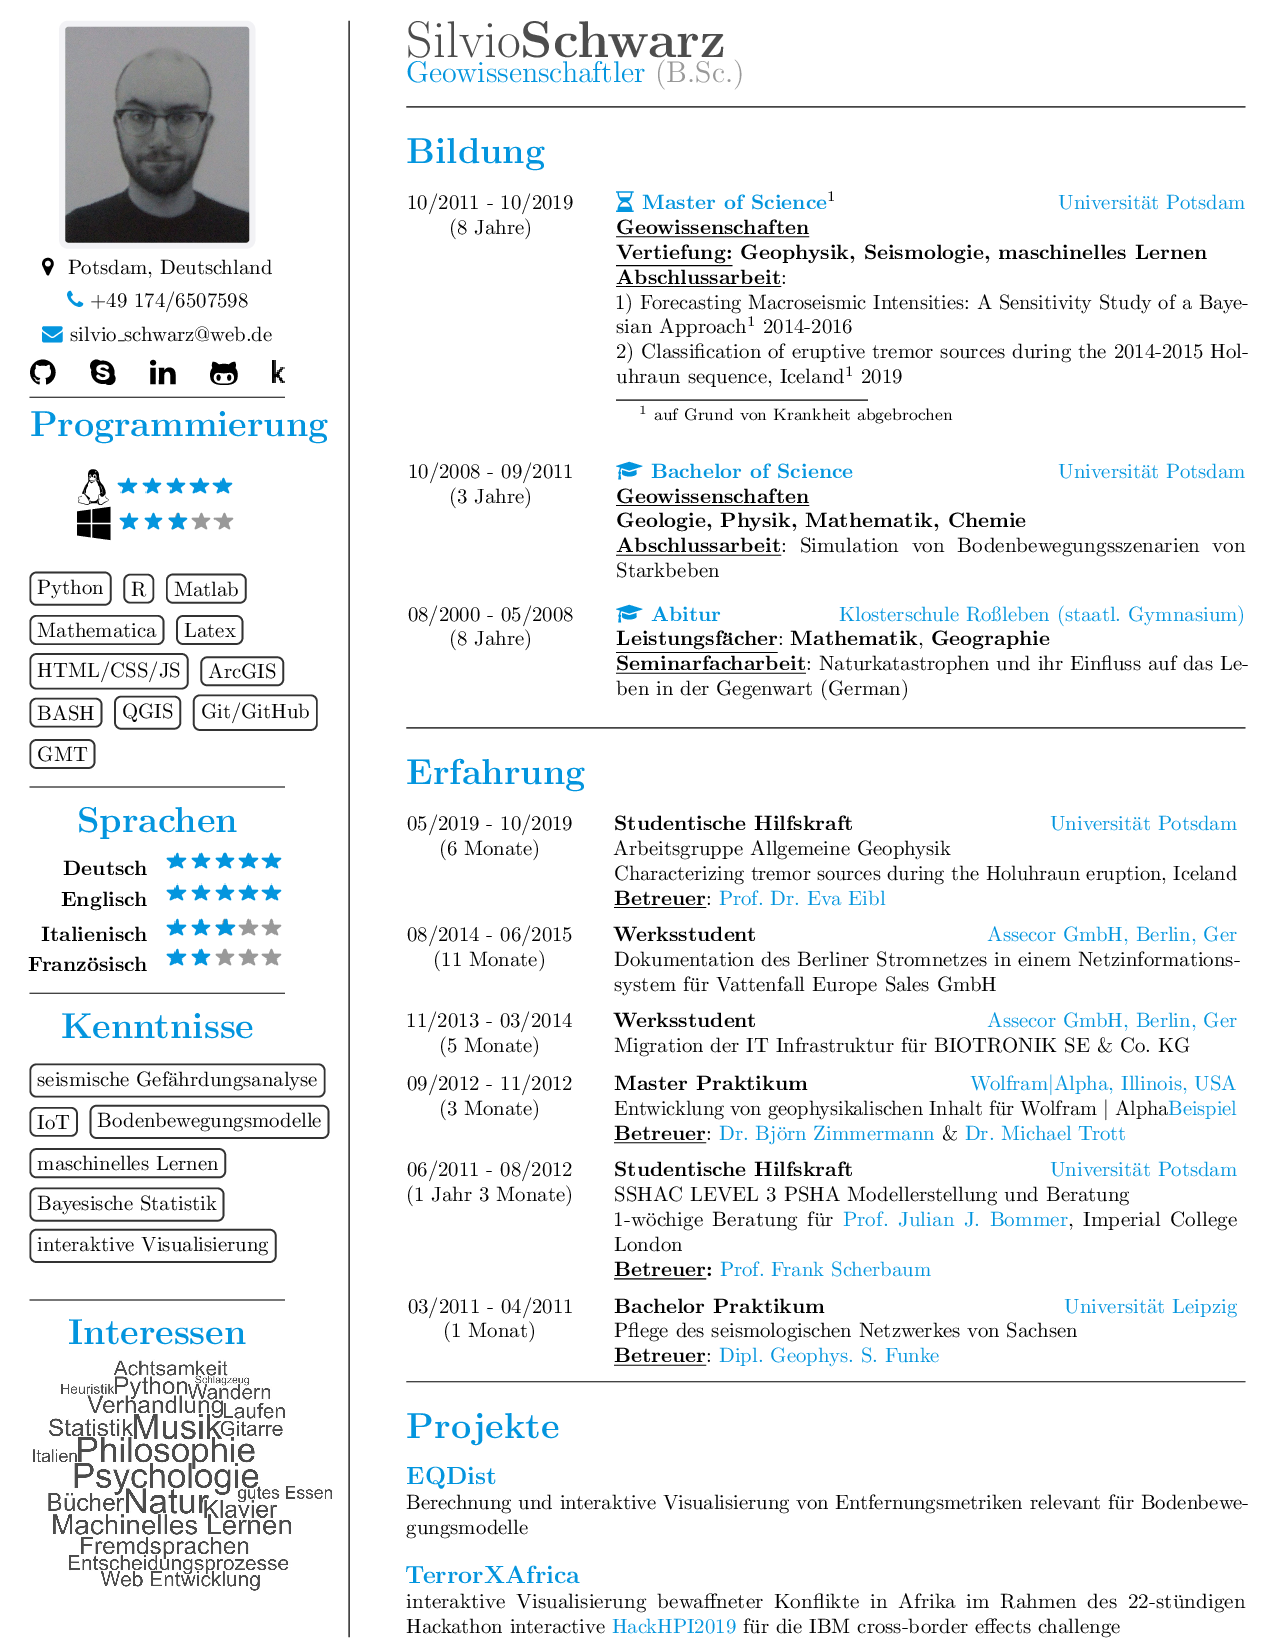 Potsdam, Deutschland
+49 174/6507598
silvio_schwarz@web.de
k
Programmierung
Python R Matlab
Mathematica Latex
HTML/CSS/JS ArcGIS
BASH QGIS Git/GitHub
GMT
Sprachen
Deutsch
Englisch
Italienisch
Französisch
Kenntnisse
seismische Gefährdungsanalyse
IoT Bodenbewegungsmodelle
maschinelles Lernen
Bayesische Statistik
interaktive Visualisierung
Interessen
Achtsamkeit
Schlagzeug
Heuristik Python Wandern
Verhandlung Laufen
Statistik Musik Gitarre
Italien Philosophie
Psychologie
gutes Essen
Bücher Natur Klavier
Machinelles Lernen
Fremdsprachen
Entscheidungsprozesse
Web Entwicklung
SilvioSchwarz
Geowissenschaftler (B.Sc.)
Bildung
10/2011 - 10/2019 Master of Science¹ Universität Potsdam
(8 Jahre) Geowissenschaften
Vertiefung: Geophysik, Seismologie, maschinelles Lernen
Abschlussarbeit:
1) Forecasting Macroseismic Intensities: A Sensitivity Study of a Baye-
sian Approach¹ 2014-2016
2) Classification of eruptive tremor sources during the 2014-2015 Hol-
uhraun sequence, Iceland¹ 2019
¹ auf Grund von Krankheit abgebrochen
10/2008 - 09/2011 Bachelor of Science Universität Potsdam
(3 Jahre) Geowissenschaften
Geologie, Physik, Mathematik, Chemie
Abschlussarbeit: Simulation von Bodenbewegungsszenarien von
Starkbeben
08/2000 - 05/2008 Abitur Klosterschule Roßleben (staatl. Gymnasium)
(8 Jahre) Leistungsfächer: Mathematik, Geographie
Seminarfacharbeit: Naturkatastrophen und ihr Einfluss auf das Le-
ben in der Gegenwart (German)
Erfahrung
05/2019 - 10/2019 Studentische Hilfskraft Universität Potsdam
(6 Monate) Arbeitsgruppe Allgemeine Geophysik
Characterizing tremor sources during the Holuhraun eruption, Iceland
Betreuer: Prof. Dr. Eva Eibl
08/2014 - 06/2015 Werksstudent Assecor GmbH, Berlin, Ger
(11 Monate) Dokumentation des Berliner Stromnetzes in einem Netzinformations-
system für Vattenfall Europe Sales GmbH
11/2013 - 03/2014 Werksstudent Assecor GmbH, Berlin, Ger
(5 Monate) Migration der IT Infrastruktur für BIOTRONIK SE & Co. KG
09/2012 - 11/2012 Master Praktikum Wolfram|Alpha, Illinois, USA
(3 Monate) Entwicklung von geophysikalischen Inhalt für Wolfram | AlphaBeispiel
Betreuer: Dr. Björn Zimmermann & Dr. Michael Trott
06/2011 - 08/2012 Studentische Hilfskraft Universität Potsdam
(1 Jahr 3 Monate) SSHAC LEVEL 3 PSHA Modellerstellung und Beratung
1-wöchige Beratung für Prof. Julian J. Bommer, Imperial College
London
Betreuer: Prof. Frank Scherbaum
03/2011 - 04/2011 Bachelor Praktikum Universität Leipzig
(1 Monat) Pflege des seismologischen Netzwerkes von Sachsen
Betreuer: Dipl. Geophys. S. Funke
Projekte
EQDist
Berechnung und interaktive Visualisierung von Entfernungsmetriken relevant für Bodenbewe-
gungsmodelle
TerrorXAfrica
interaktive Visualisierung bewaffneter Konflikte in Afrika im Rahmen des 22-stündigen
Hackathon interactive HackHPI2019 für die IBM cross-border effects challenge